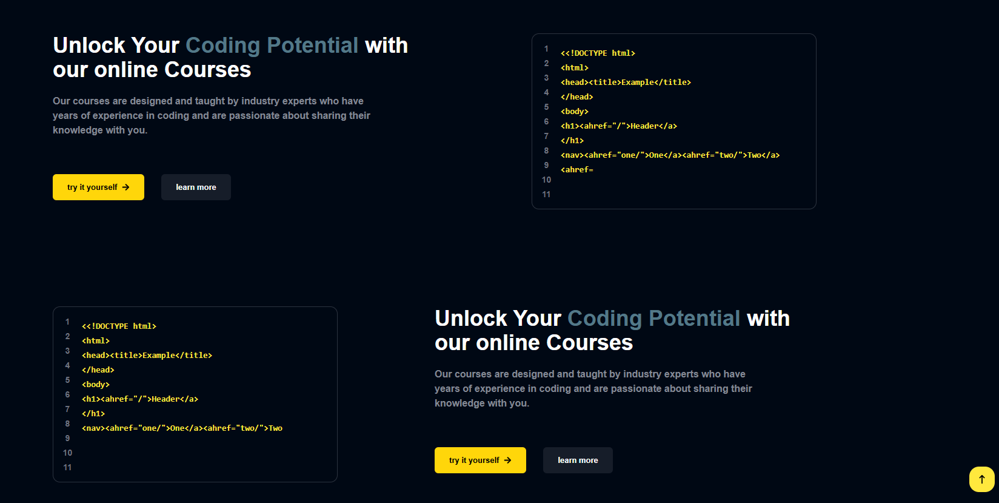 Unlock Your Coding Potential with
our online Courses
Our courses are designed and taught by industry experts who have
years of experience in coding and are passionate about sharing their
knowledge with you.
try it yourself →
learn more
1 <<!DOCTYPE html>
2 <html>
3 <head><title>Example</title>
4 </head>
5 <body>
6 <h1><ahref="/">Header</a>
7 </h1>
8 <nav><ahref="one/">One</a><ahref="two/">Two</a>
9 <ahref=
10
11
1 <<!DOCTYPE html>
2 <html>
3 <head><title>Example</title>
4 </head>
5 <body>
6 <h1><ahref="/">Header</a>
7 </h1>
8 <nav><ahref="one/">One</a><ahref="two/">Two
9
10
11
Unlock Your Coding Potential with
our online Courses
Our courses are designed and taught by industry experts who have
years of experience in coding and are passionate about sharing their
knowledge with you.
try it yourself →
learn more
↑